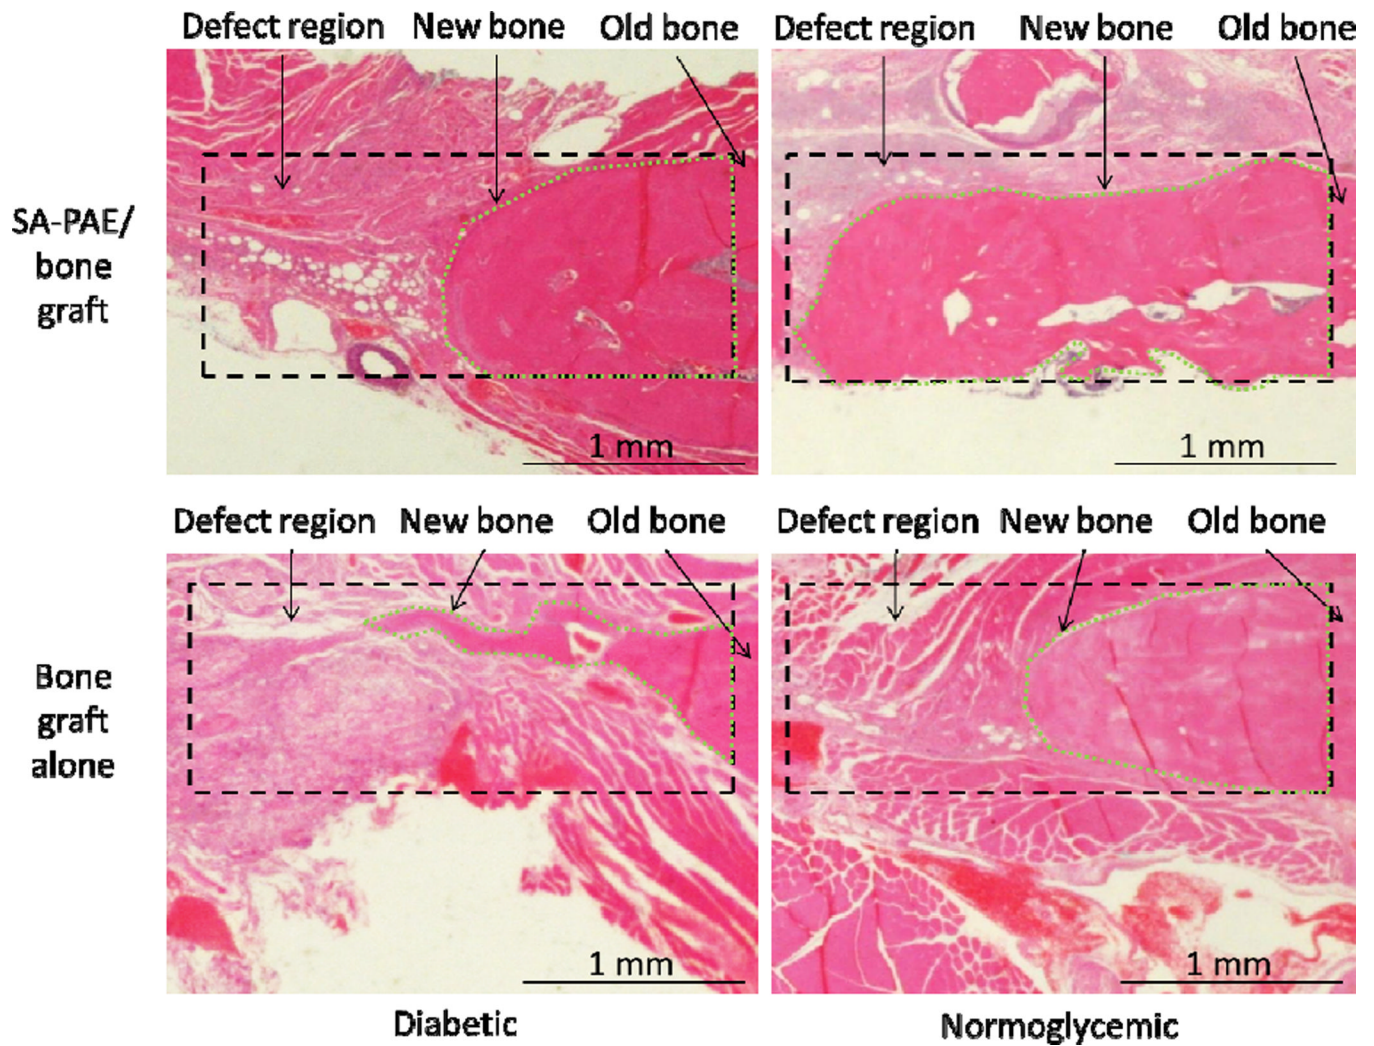 Defect region New bone Old bone
Defect region New bone Old bone
SA-PAE/
bone
graft
1 mm
1 mm
Defect region New bone Old bone
Defect region New bone Old bone
Bone
graft
alone
1 mm
1 mm
Diabetic
Normoglycemic